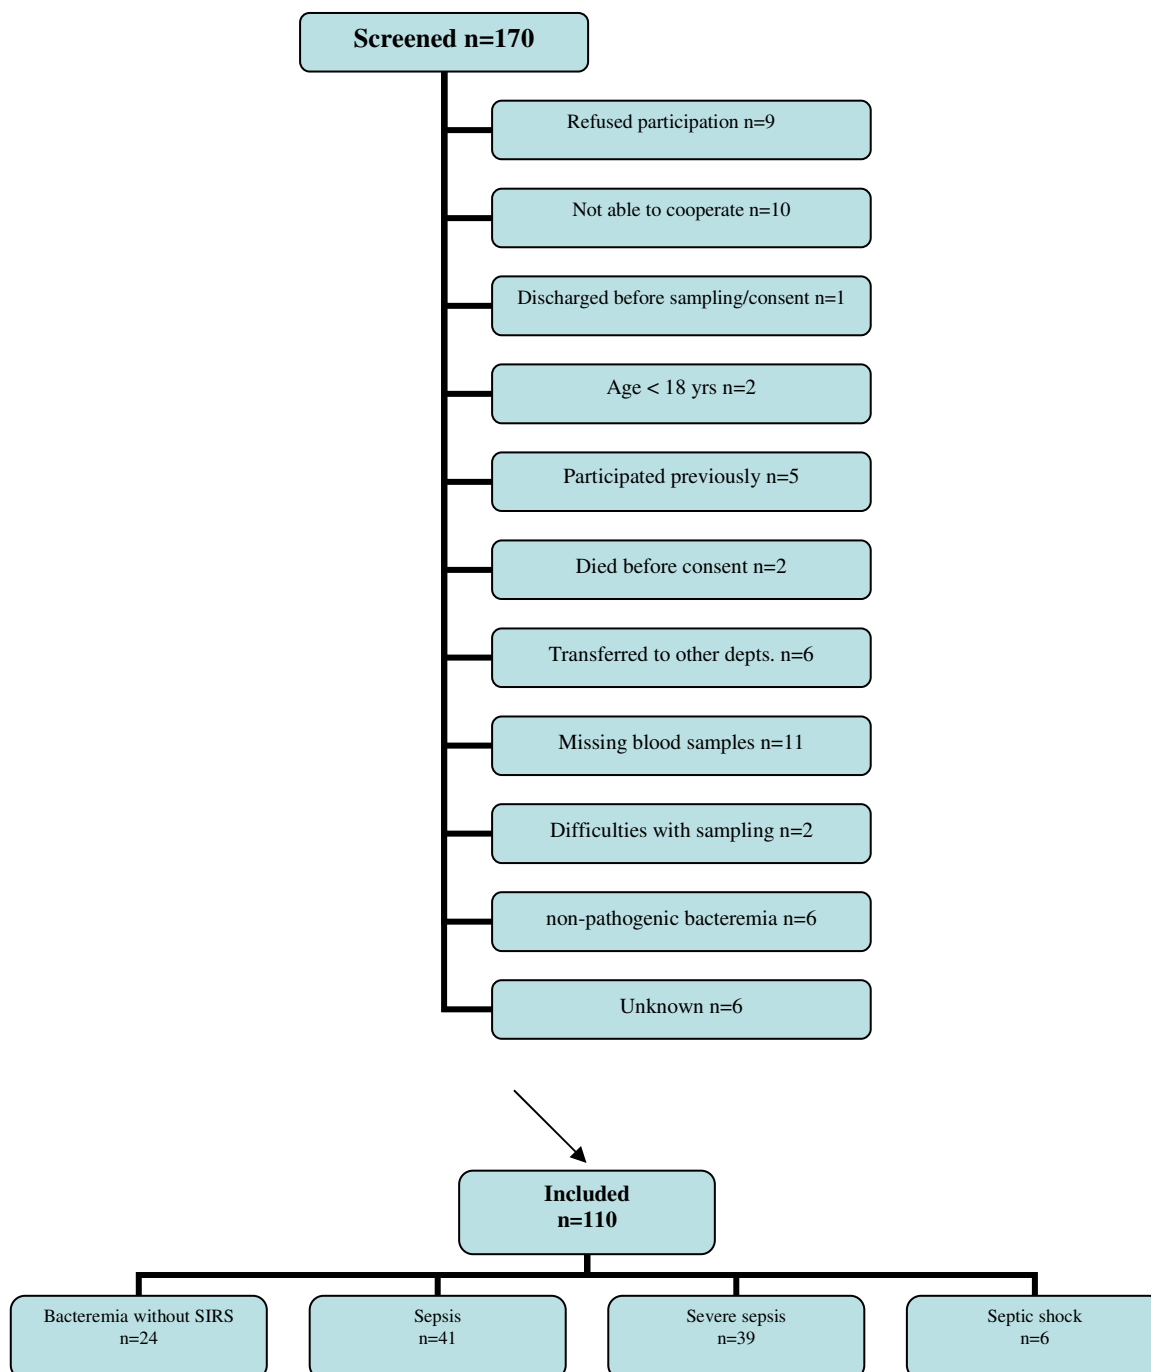 Screened n=170
Refused participation n=9
Not able to cooperate n=10
Discharged before sampling/consent n=1
Age < 18 yrs n=2
Participated previously n=5
Died before consent n=2
Transferred to other depts. n=6
Missing blood samples n=11
Difficulties with sampling n=2
non-pathogenic bacteremia n=6
Unknown n=6
Included
n=110
Bacteremia without SIRS
n=24
Sepsis
n=41
Severe sepsis
n=39
Septic shock
n=6